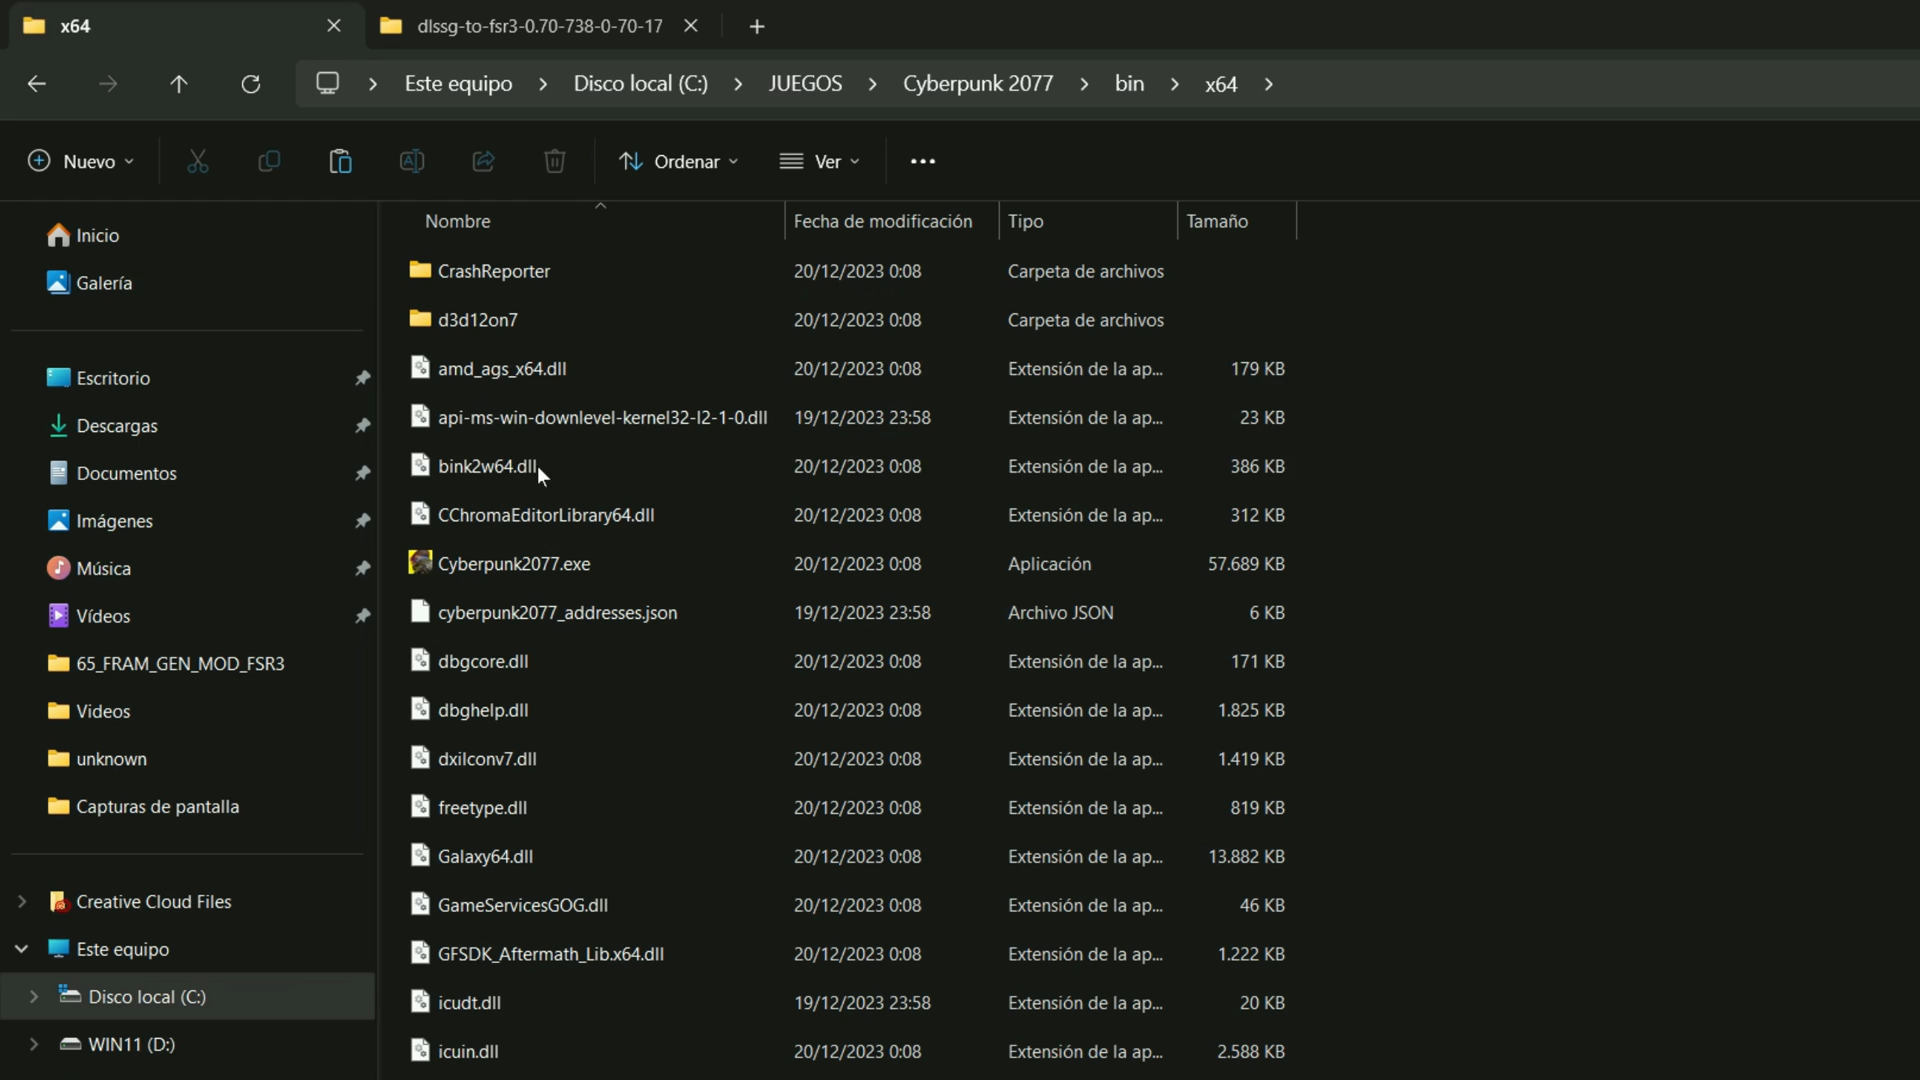 x64
dlssg-to-fsr3-0.70-738-0-70-17
Este equipo > Disco local (C:) > JUEGOS > Cyberpunk 2077 > bin > x64 >
Nuevo
Ordenar
Ver
Nombre Fecha de modificación Tipo Tamaño
Inicio
Galería
Escritorio
Descargas
Documentos
Imágenes
Música
Vídeos
65_FRAM_GEN_MOD_FSR3
Videos
unknown
Capturas de pantalla
Creative Cloud Files
Este equipo
Disco local (C:)
WIN11 (D:)
CrashReporter 20/12/2023 0:08 Carpeta de archivos
d3d12on7 20/12/2023 0:08 Carpeta de archivos
amd_ags_x64.dll 20/12/2023 0:08 Extensión de la ap... 179 KB
api-ms-win-downlevel-kernel32-l2-1-0.dll 19/12/2023 23:58 Extensión de la ap... 23 KB
bink2w64.dll 20/12/2023 0:08 Extensión de la ap... 386 KB
CChromaEditorLibrary64.dll 20/12/2023 0:08 Extensión de la ap... 312 KB
Cyberpunk2077.exe 20/12/2023 0:08 Aplicación 57.689 KB
cyberpunk2077_addresses.json 19/12/2023 23:58 Archivo JSON 6 KB
dbgcore.dll 20/12/2023 0:08 Extensión de la ap... 171 KB
dbghelp.dll 20/12/2023 0:08 Extensión de la ap... 1.825 KB
dxilconv7.dll 20/12/2023 0:08 Extensión de la ap... 1.419 KB
freetype.dll 20/12/2023 0:08 Extensión de la ap... 819 KB
Galaxy64.dll 20/12/2023 0:08 Extensión de la ap... 13.882 KB
GameServicesGOG.dll 20/12/2023 0:08 Extensión de la ap... 46 KB
GFSDK_Aftermath_Lib.x64.dll 20/12/2023 0:08 Extensión de la ap... 1.222 KB
icudt.dll 19/12/2023 23:58 Extensión de la ap... 20 KB
icuin.dll 20/12/2023 0:08 Extensión de la ap... 2.588 KB